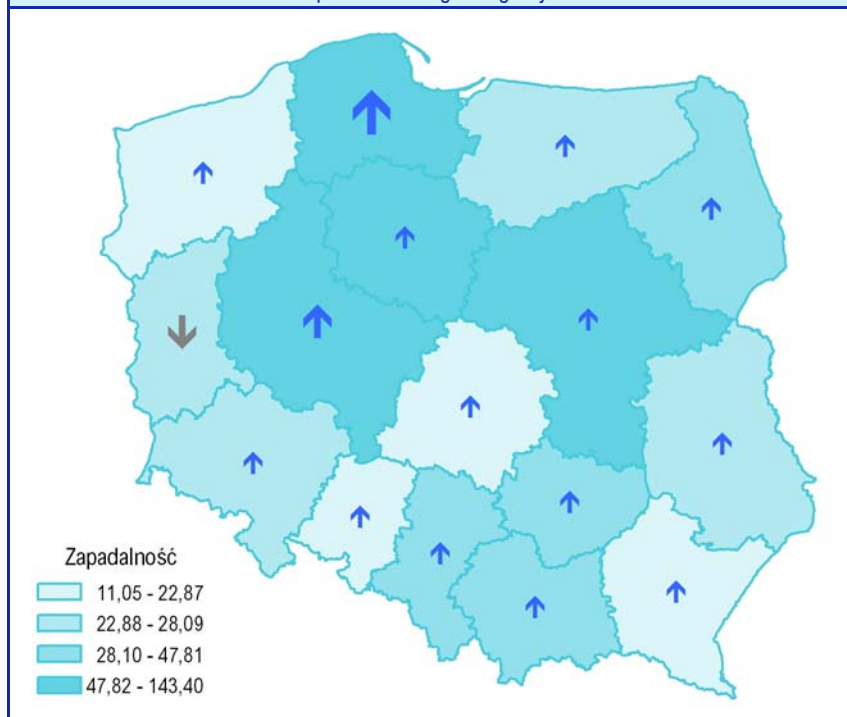 Zapadalność
11,05 - 22,87
22,88 - 28,09
28,10 - 47,81
47,82 - 143,40